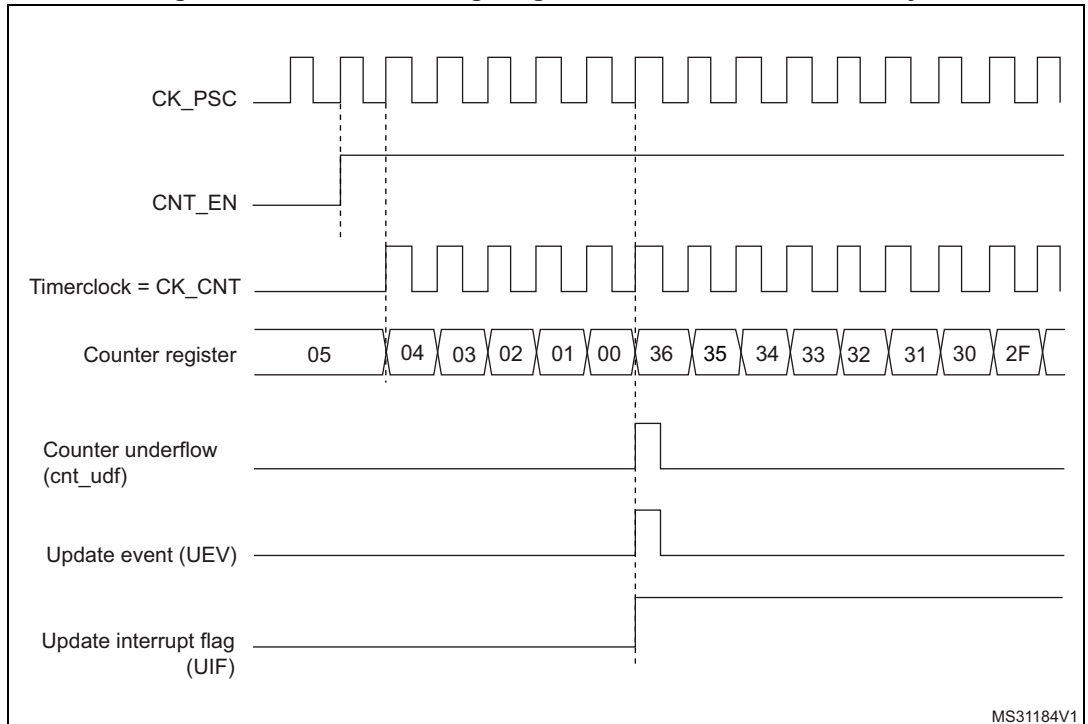 CK_PSC
CNT_EN
Timerclock = CK_CNT
Counter register 05 04 03 02 01 00 36 35 34 33 32 31 30 2F
Counter underflow
(cnt_udf)
Update event (UEV)
Update interrupt flag
(UIF)
MS31184V1